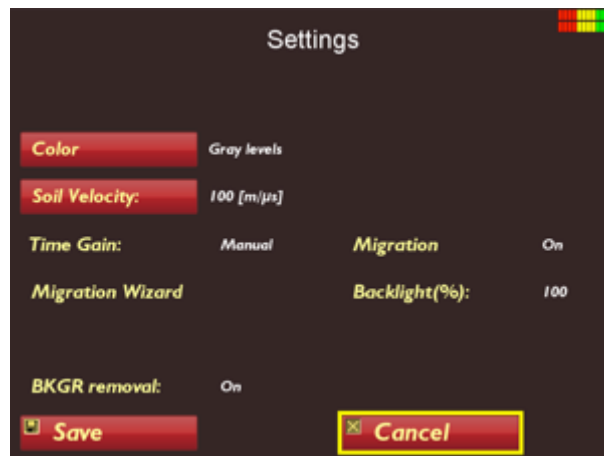 Settings
Color Gray levels
Soil Velocity: 100 [m/µs]
Time Gain: Manual Migration On
Migration Wizard Backlight(%): 100
BKGR removal: On
Save Cancel